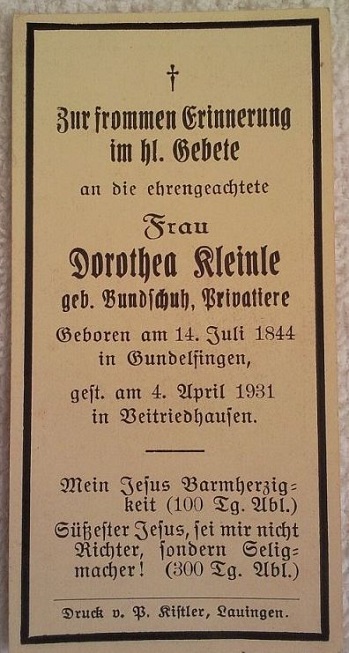 †
Zur frommen Erinnerung
im hl. Gebete
an die ehrengeachtete
Frau
Dorothea Kleinle
geb. Bundschuh, Privatiere
Geboren am 14. Juli 1844
in Gundelfingen,
gest. am 4. April 1931
in Veitriedhausen.
Mein Jesus Barmherzig-
keit (100 Tg. Abl.)
Süßester Jesus, sei mir nicht
Richter, sondern Selig-
macher! (300 Tg. Abl.)
Druck v. P. Kistler, Lauingen.